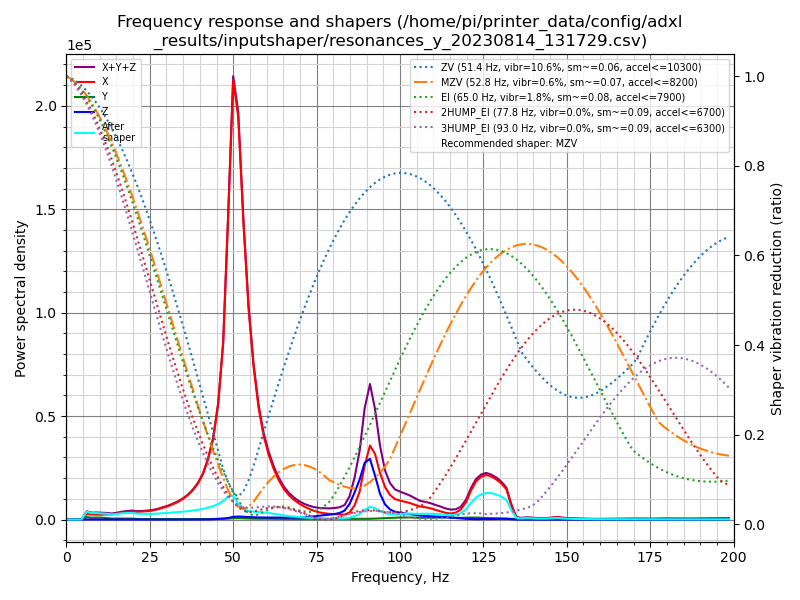 Frequency response and shapers (/home/pi/printer_data/config/adxl
_results/inputshaper/resonances_y_20230814_131729.csv)
1e5
X+Y+Z
X
Y
Z
After
shaper
ZV (51.4 Hz, vibr=10.6%, sm~=0.06, accel<=10300)
MZV (52.8 Hz, vibr=0.6%, sm~=0.07, accel<=8200)
EI (65.0 Hz, vibr=1.8%, sm~=0.08, accel<=7900)
2HUMP_EI (77.8 Hz, vibr=0.0%, sm~=0.09, accel<=6700)
3HUMP_EI (93.0 Hz, vibr=0.0%, sm~=0.09, accel<=6300)
Recommended shaper: MZV
Power spectral density
2.0
1.5
1.0
0.5
0.0
1.0
0.8
0.6
0.4
0.2
0.0
Shaper vibration reduction (ratio)
0 25 50 75 100 125 150 175 200
Frequency, Hz